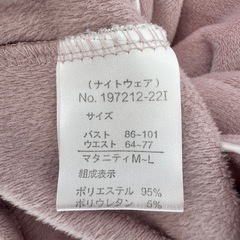 (ナイトウェア)
No. 197212-22I
サイズ
バスト 86~101
ウエスト 64~77
マタニティM~L
組成表示
ポリエステル 95%
ポリウレタン 5%